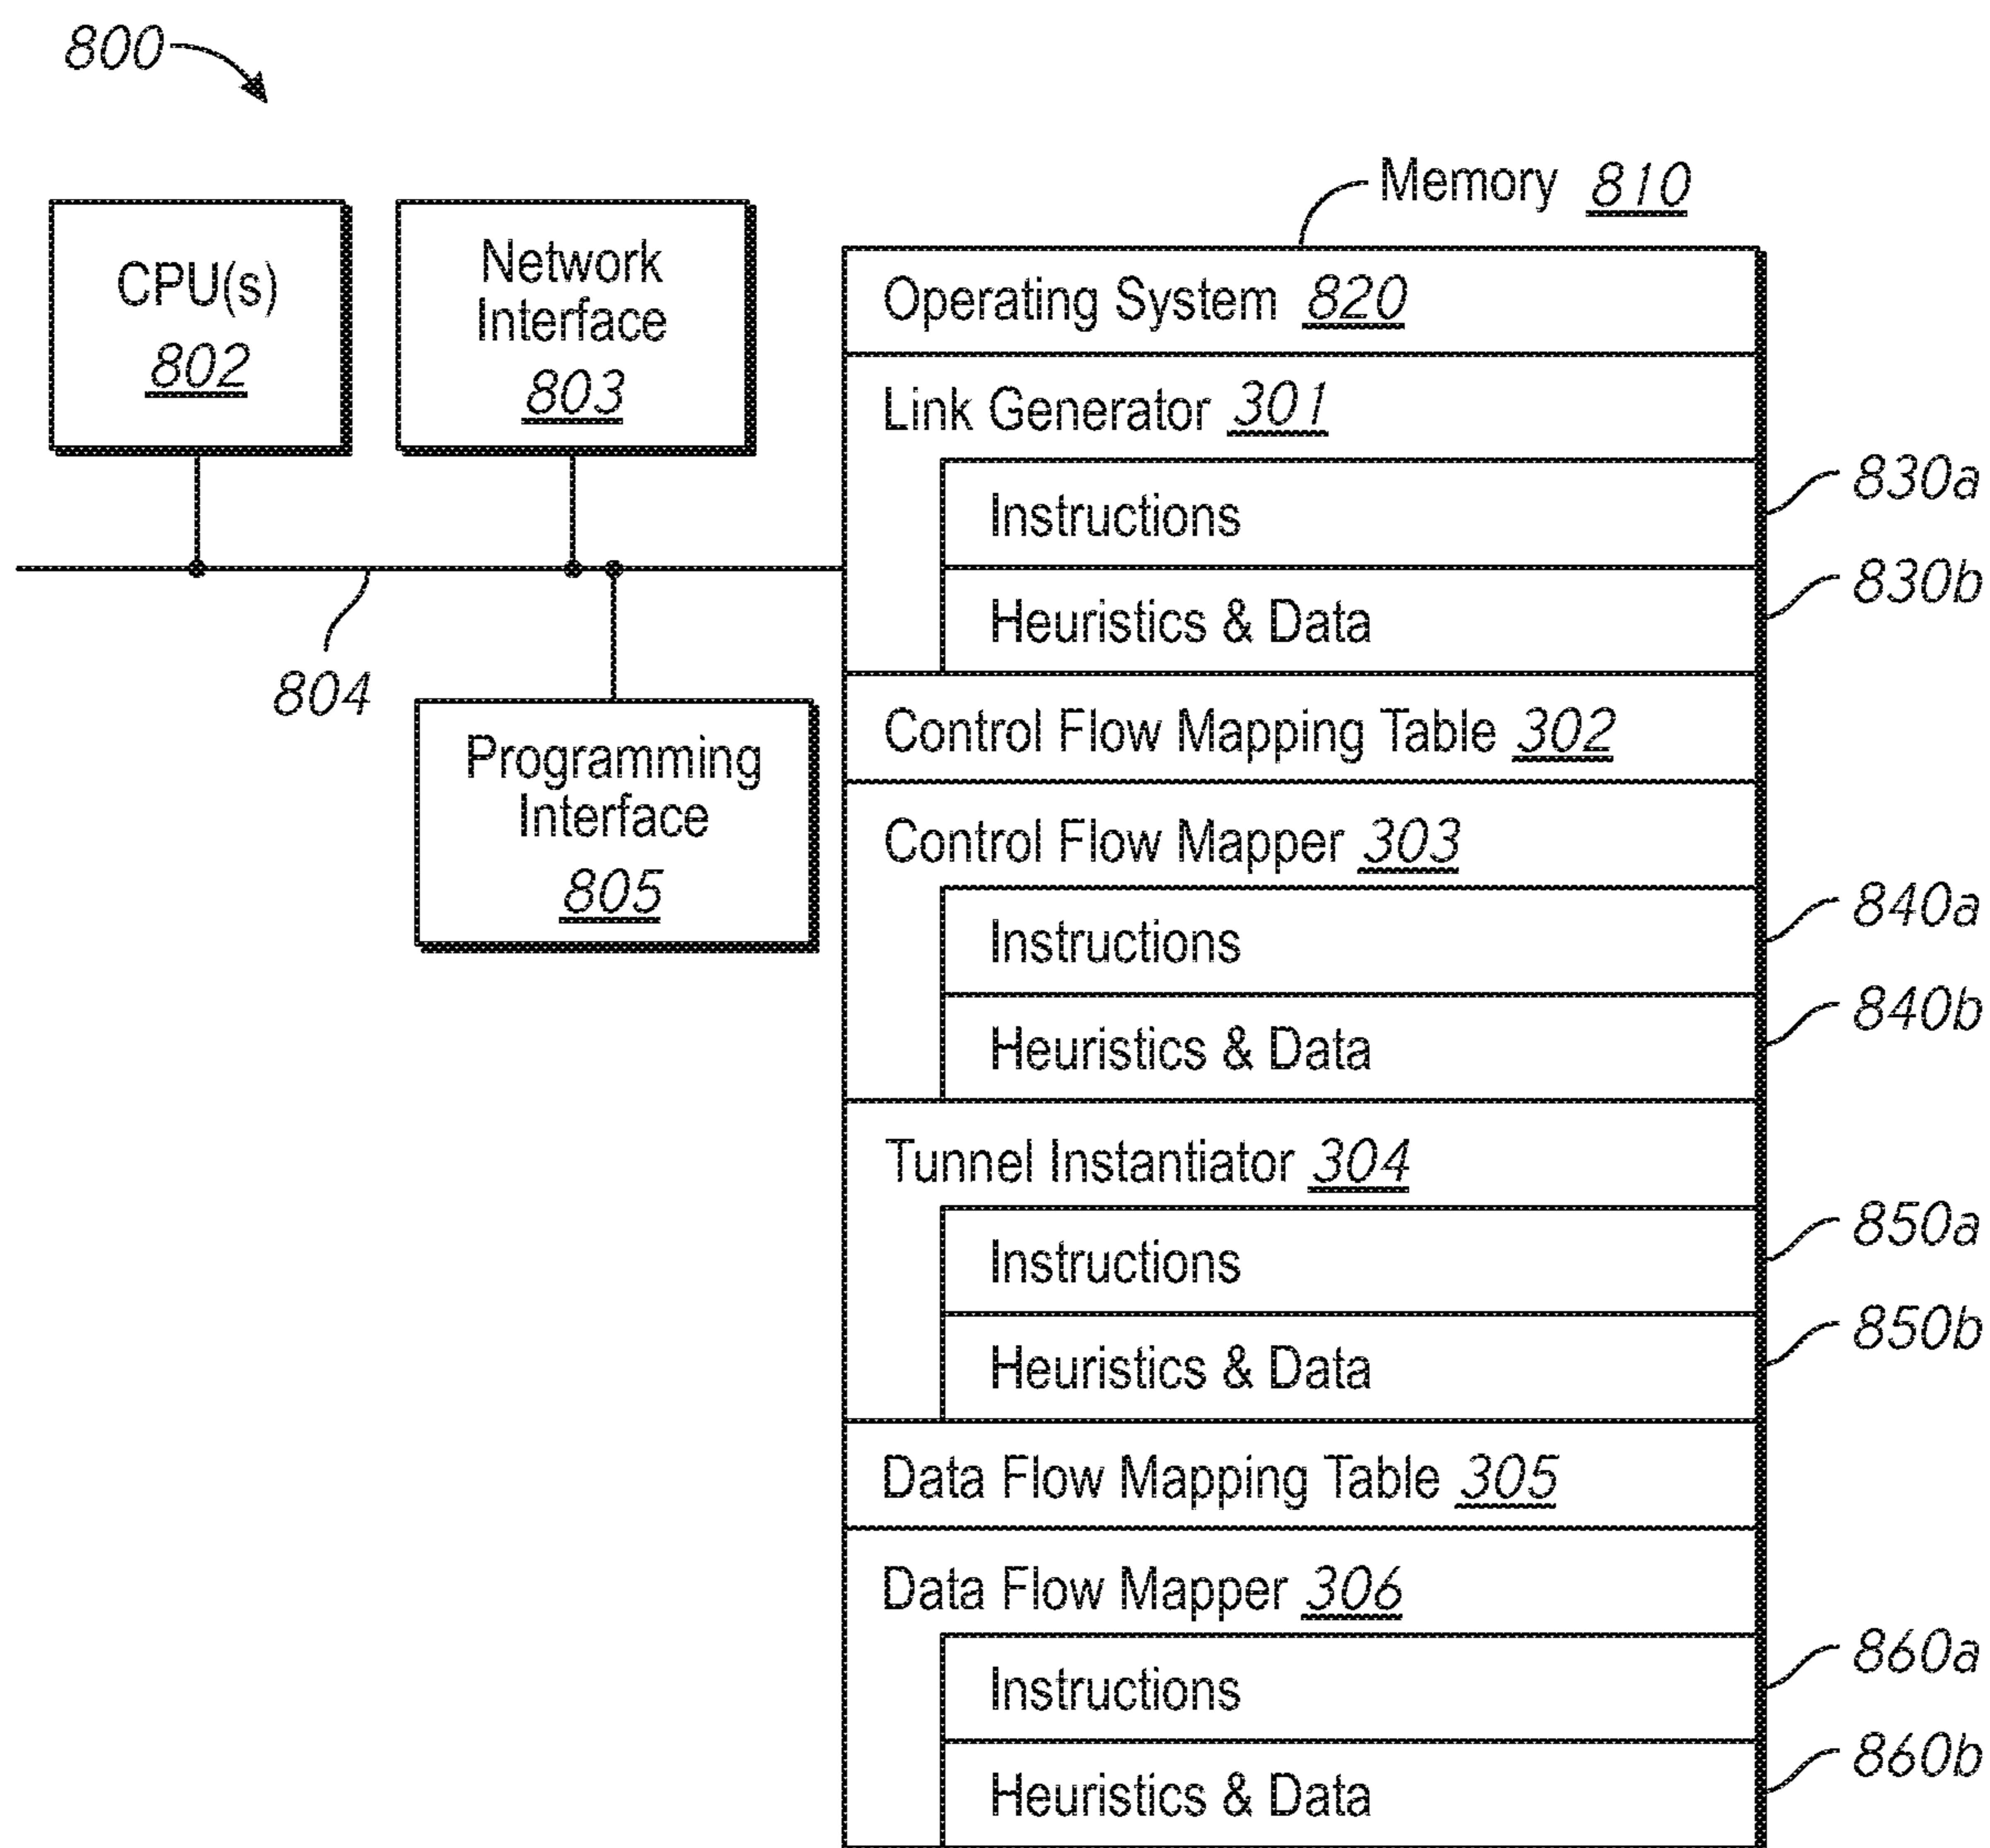 800
Memory 810
CPU(s)
802
Network
Interface
803
804
Programming
Interface
805
Operating System 820
Link Generator 301
Instructions
830a
Heuristics & Data
830b
Control Flow Mapping Table 302
Control Flow Mapper 303
Instructions
840a
Heuristics & Data
840b
Tunnel Instantiator 304
Instructions
850a
Heuristics & Data
850b
Data Flow Mapping Table 305
Data Flow Mapper 306
Instructions
860a
Heuristics & Data
860b